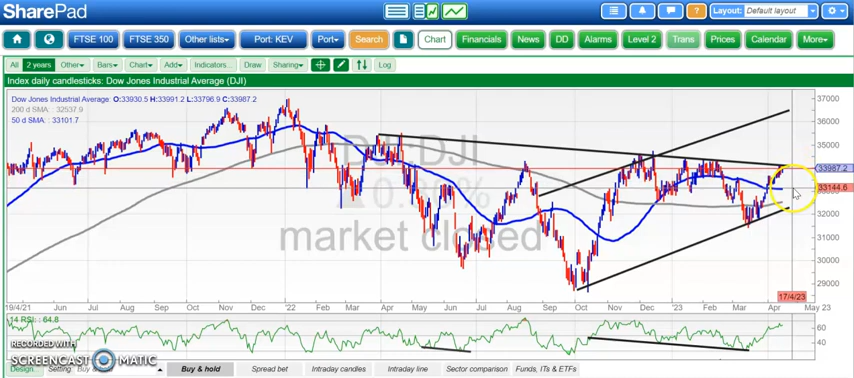 SharePad
Layout: Default layout
FTSE 100 FTSE 350 Other lists Port: KEV Port Search Chart Financials News DD Alarms Level 2 Trans Prices Calendar More
All 2 years Other Bars Chart Add Indicators... Draw Sharing Log
Index daily candlesticks: Dow Jones Industrial Average (DJI)
Dow Jones Industrial Average: O:33930.5 H:33991.2 L:33796.9 C:33987.2
200 d SMA: 32537.9
50 d SMA: 33101.7
DJI:DJI
market closed
37000
36000
35000
33987.2
33144.6
32000
31000
30000
29000
17/4/23
19/4/21 Jun Jul Aug Sep Oct Nov Dec '22 Feb Mar Apr May Jun Jul Aug Sep Oct Nov Dec '23 Feb Mar Apr May 23
14 RSI: 64.8
60
40
RECORDED WITH
SCREENCAST MATIC
Design... Setting: Buy & hold Spread bet Intraday candles Intraday line Sector comparison Funds, ITs & ETFs